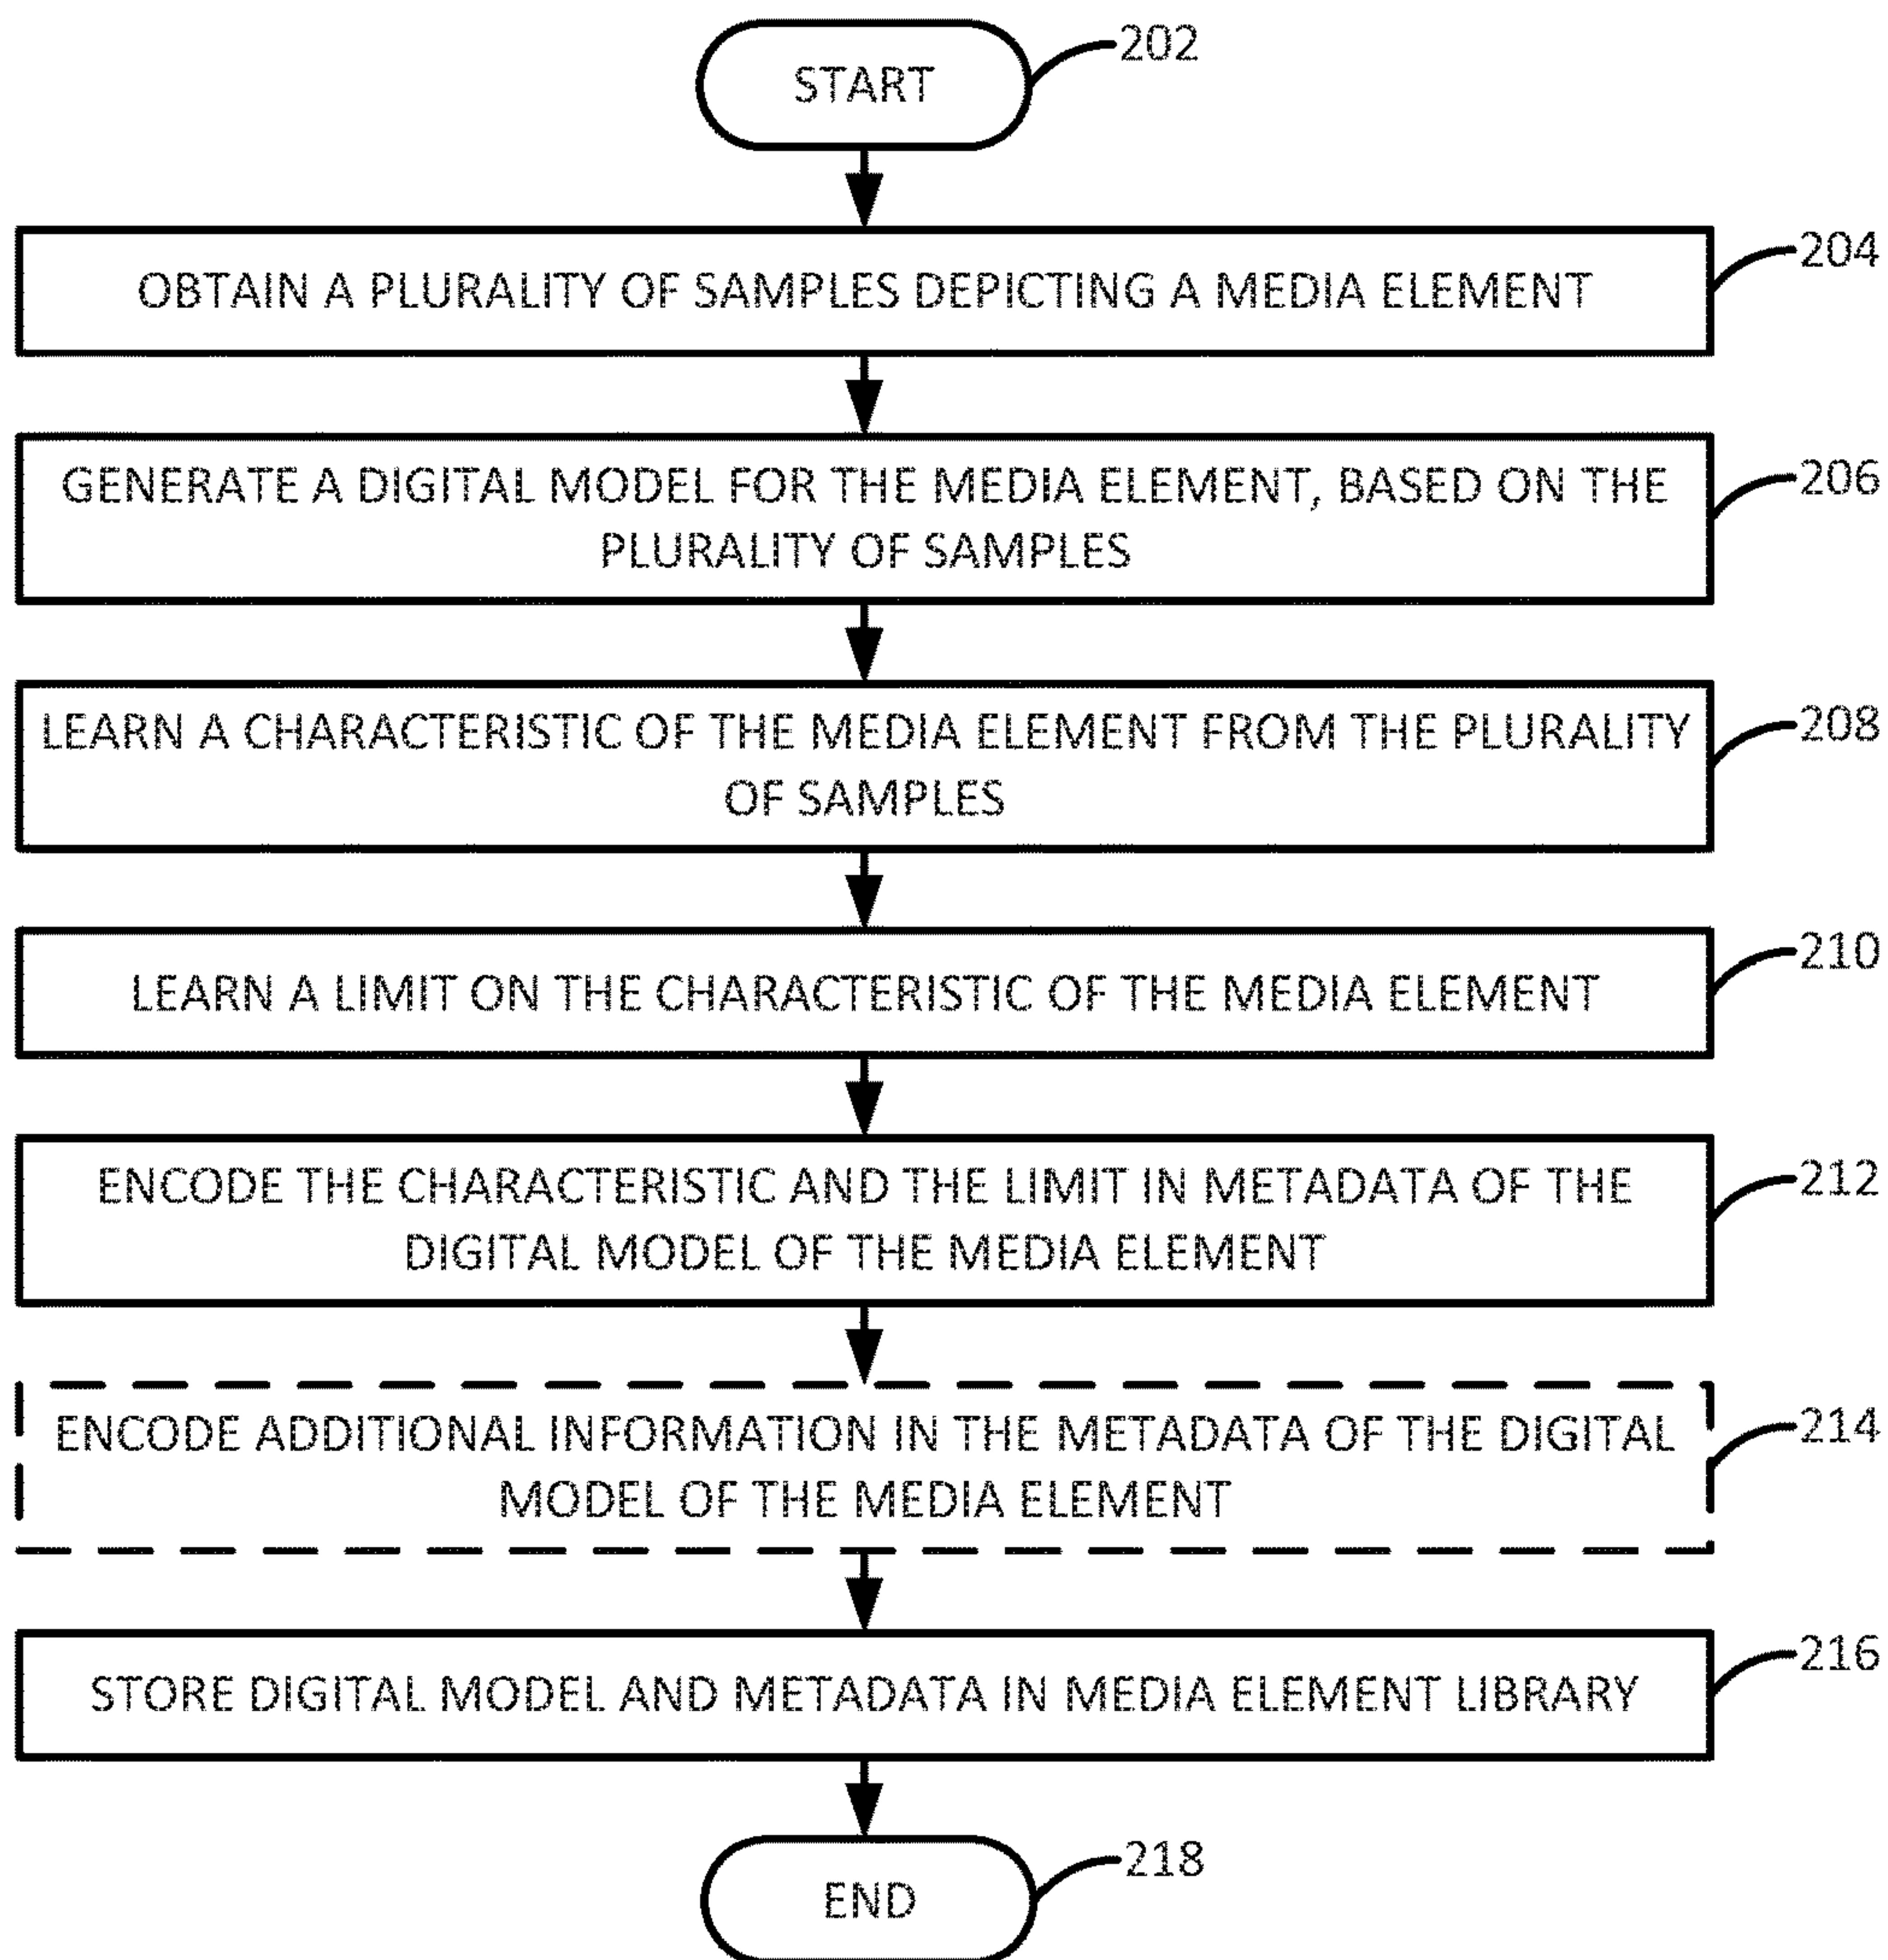 START
202
OBTAIN A PLURALITY OF SAMPLES DEPICTING A MEDIA ELEMENT
204
GENERATE A DIGITAL MODEL FOR THE MEDIA ELEMENT, BASED ON THE
PLURALITY OF SAMPLES
206
LEARN A CHARACTERISTIC OF THE MEDIA ELEMENT FROM THE PLURALITY
OF SAMPLES
208
LEARN A LIMIT ON THE CHARACTERISTIC OF THE MEDIA ELEMENT
210
ENCODE THE CHARACTERISTIC AND THE LIMIT IN METADATA OF THE
DIGITAL MODEL OF THE MEDIA ELEMENT
212
ENCODE ADDITIONAL INFORMATION IN THE METADATA OF THE DIGITAL
MODEL OF THE MEDIA ELEMENT
214
STORE DIGITAL MODEL AND METADATA IN MEDIA ELEMENT LIBRARY
216
END
218